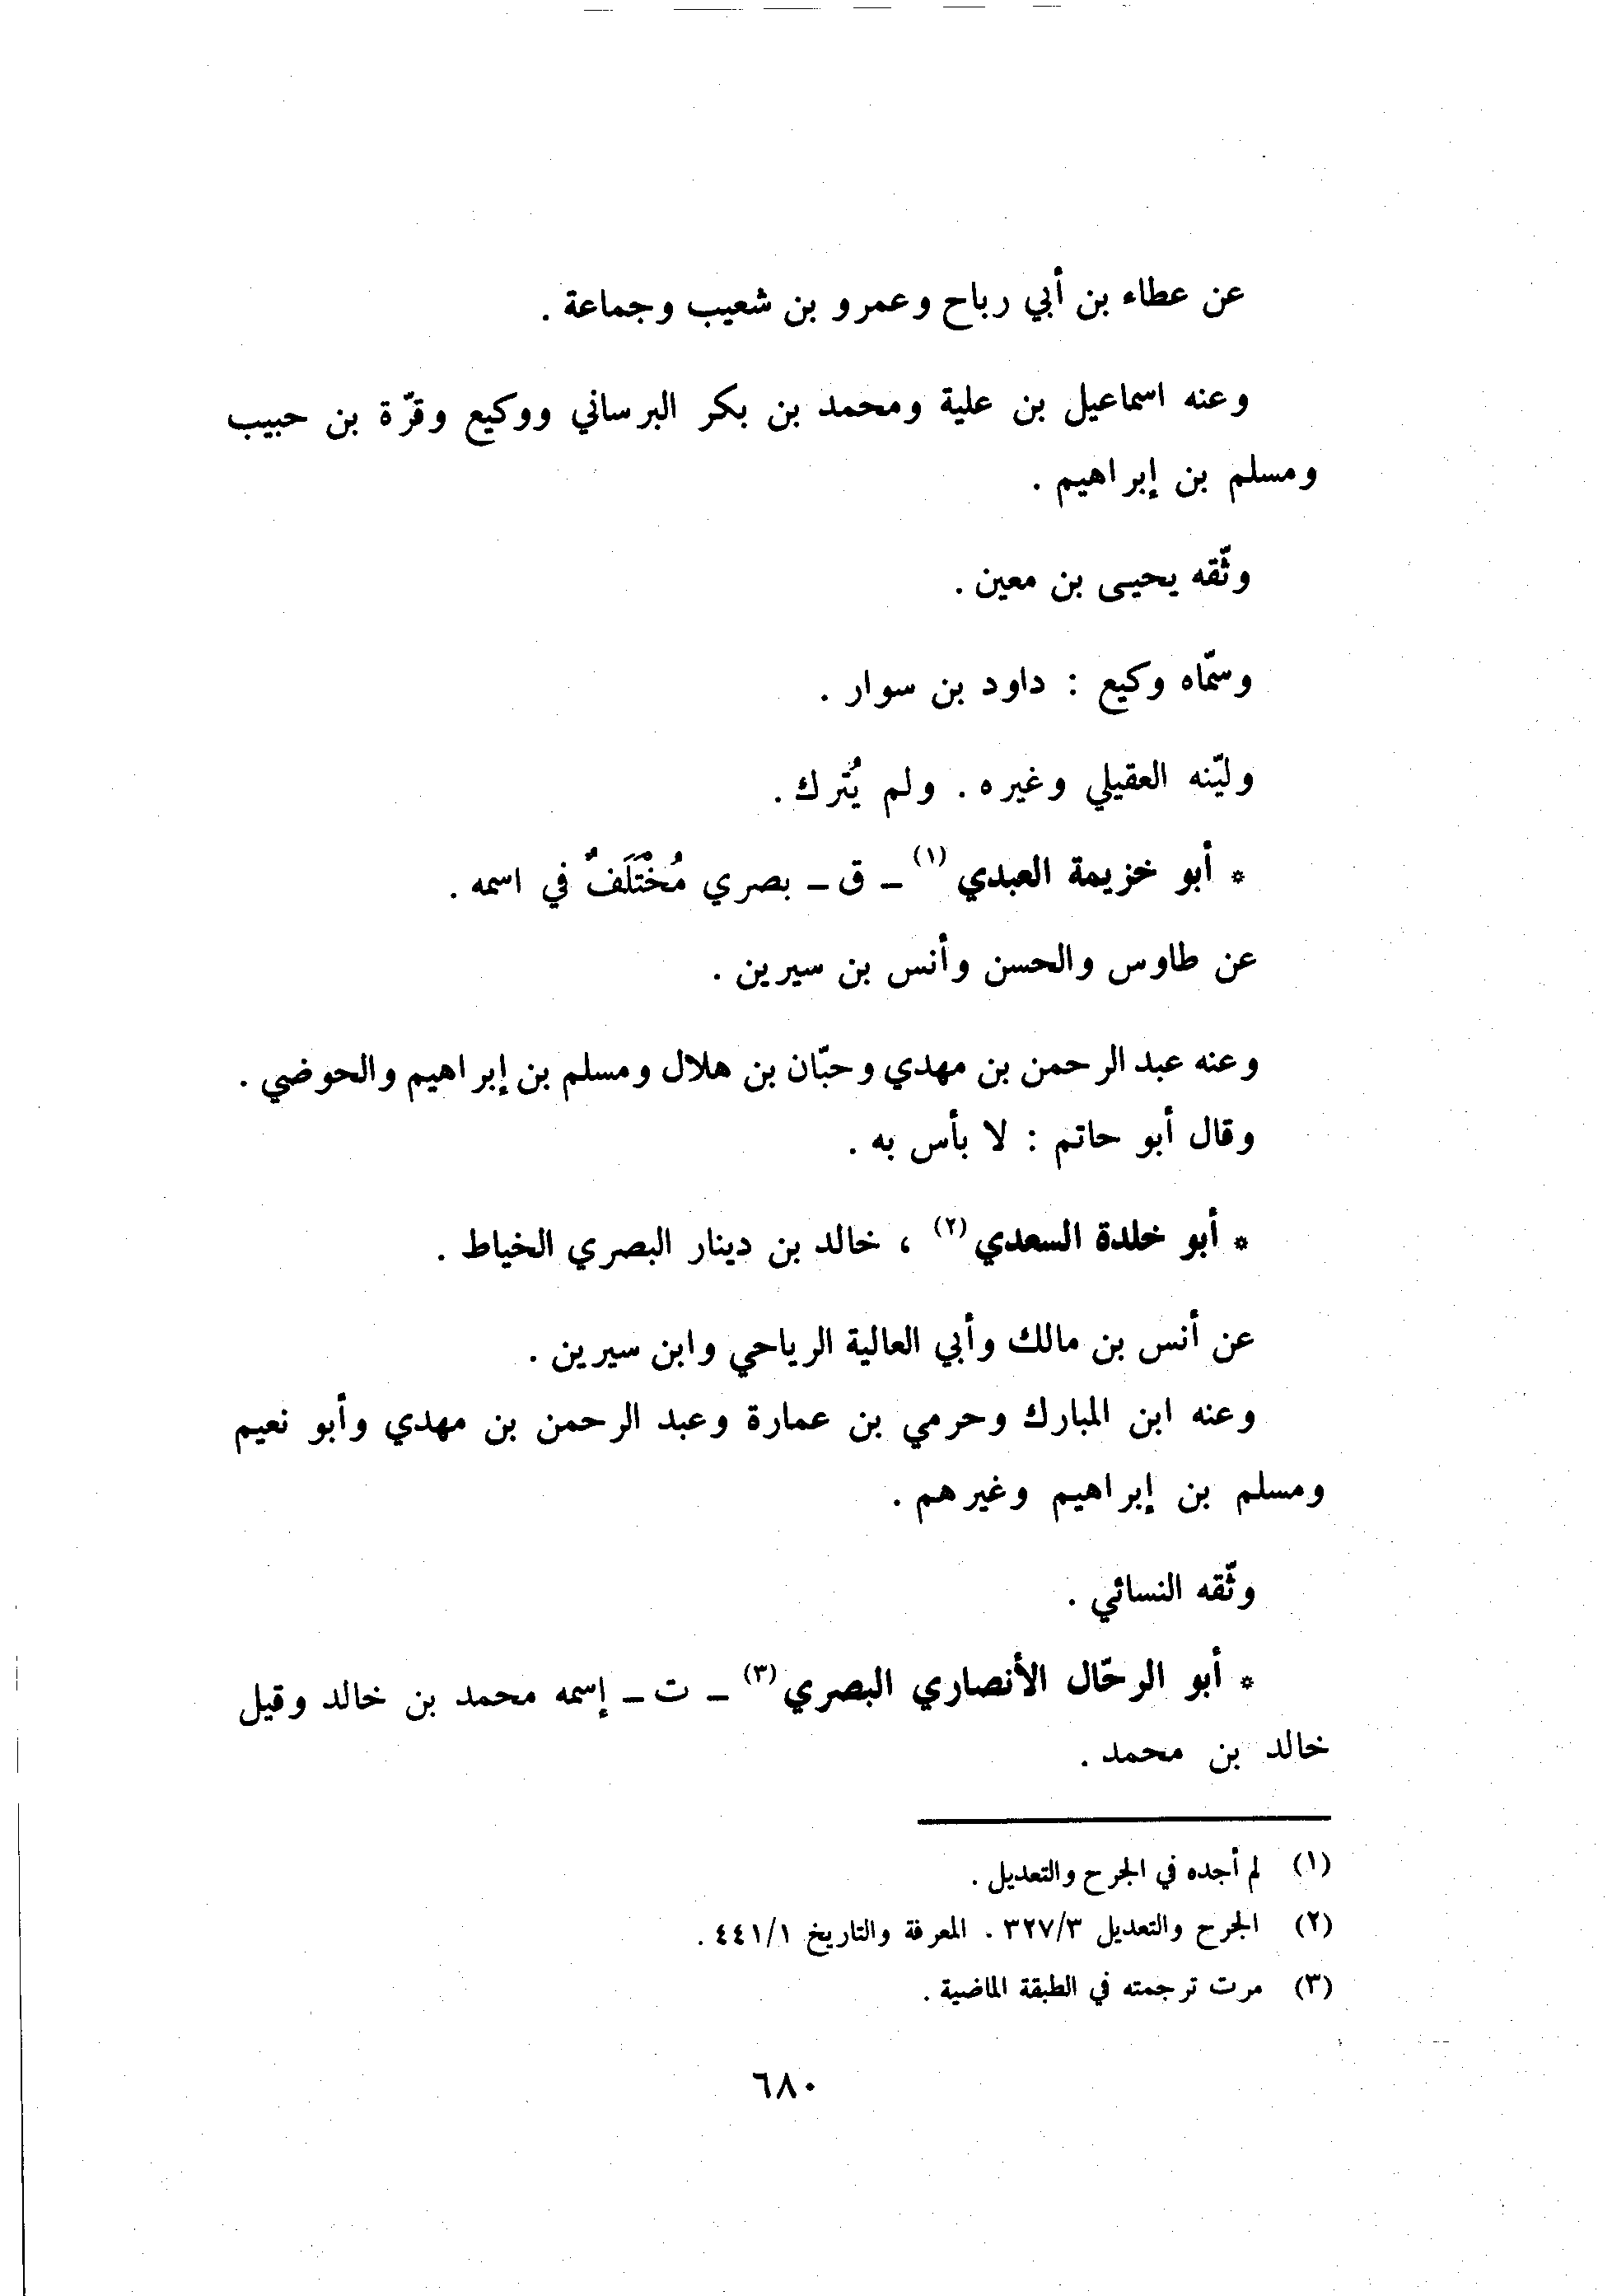 عن عطاء بن أبي رباح وعمرو بن شعيب وجماعة .
وعنه اسماعيل بن علية ومحمد بن بكر البرساني ووكيع وقرّة بن حبيب
ومسلم بن إبراهيم .
وثّقه يحيى بن معين .
وسمّاه وكيع : داود بن سوار .
وليّنه العقيلي وغيره . ولم يُترك .
* أبو خزيمة العبدي (١) ــ ق ــ بصري مُخْتَلَفٌ في اسمه .
عن طاوس والحسن وأنس بن سيرين .
وعنه عبد الرحمن بن مهدي وحبّان بن هلال ومسلم بن إبراهيم والحوضي .
وقال أبو حاتم : لا بأس به .
* أبو خلدة السعدي (٢) ، خالد بن دينار البصري الخياط .
عن أنس بن مالك وأبي العالية الرياحي وابن سيرين .
وعنه ابن المبارك وحرمي بن عمارة وعبد الرحمن بن مهدي وأبو نعيم
ومسلم بن إبراهيم وغيرهم .
وثّقه النسائي .
* أبو الرحّال الأنصاري البصري (٣) ــ ت ــ إسمه محمد بن خالد وقيل
خالد بن محمد .
(١) لم أجده في الجرح والتعديل .
(٢) الجرح والتعديل ٣٢٧/٣ . المعرفة والتاريخ ٤٤١/١ .
(٣) مرت ترجمته في الطبقة الماضية .
٦٨٠